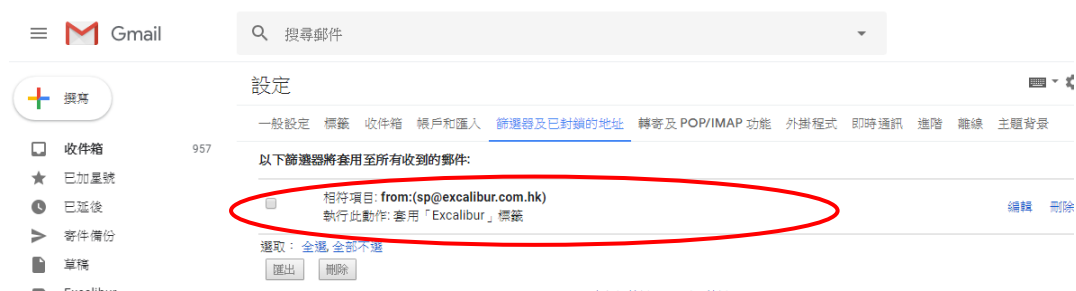 Gmail
搜尋郵件
撰寫
設定
一般設定 標籤 收件箱 帳戶和匯入 篩選器及已封鎖的地址 轉寄及 POP/IMAP 功能 外掛程式 即時通訊 進階 離線 主題背景
收件箱 957
已加星號
已延後
寄件備份
草稿
Excalibur
以下篩選器將套用至所有收到的郵件:
相符項目: from:(sp@excalibur.com.hk)
執行此動作: 套用「Excalibur」標籤
編輯 刪除
選取: 全選, 全部不選
匯出 刪除